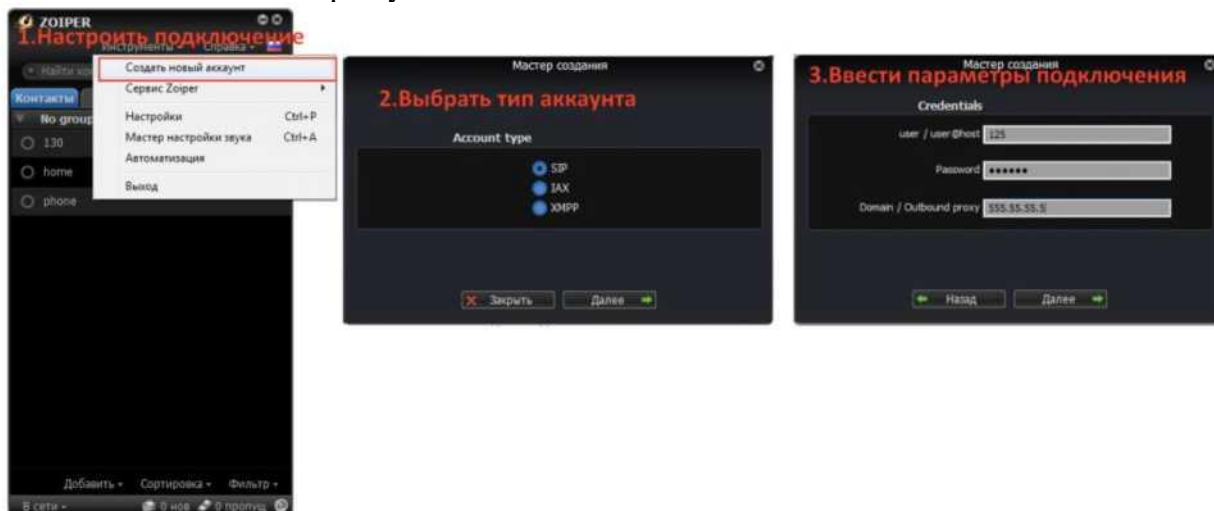 ZOIPER
1.Настроить подключение
Инструменты Справка
Найти
Создать новый аккаунт
Сервис Zoiper
Настройки Ctrl+P
Мастер настройки звука Ctrl+A
Автоматизация
Выход
Контакты
No group
130
home
phone
Добавить Сортировка Фильтр
В сети 0 нов 0 пропущ
Мастер создания
2.Выбрать тип аккаунта
Account type
SIP
IAX
XMPP
Закрыть Далее
Мастер создания
3.Ввести параметры подключения
Credentials
user / user@host 125
Password ••••••
Domain / Outbound proxy 555.55.55.5
Назад Далее